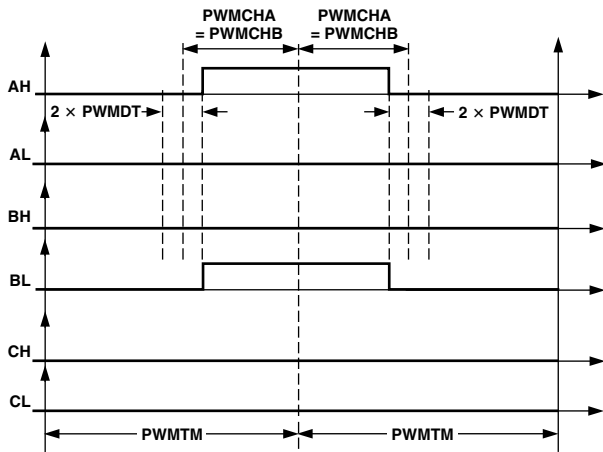 PWMCHA PWMCHA
= PWMCHB = PWMCHB
AH
2 × PWMDT 2 × PWMDT
AL
BH
BL
CH
CL
PWMTM PWMTM